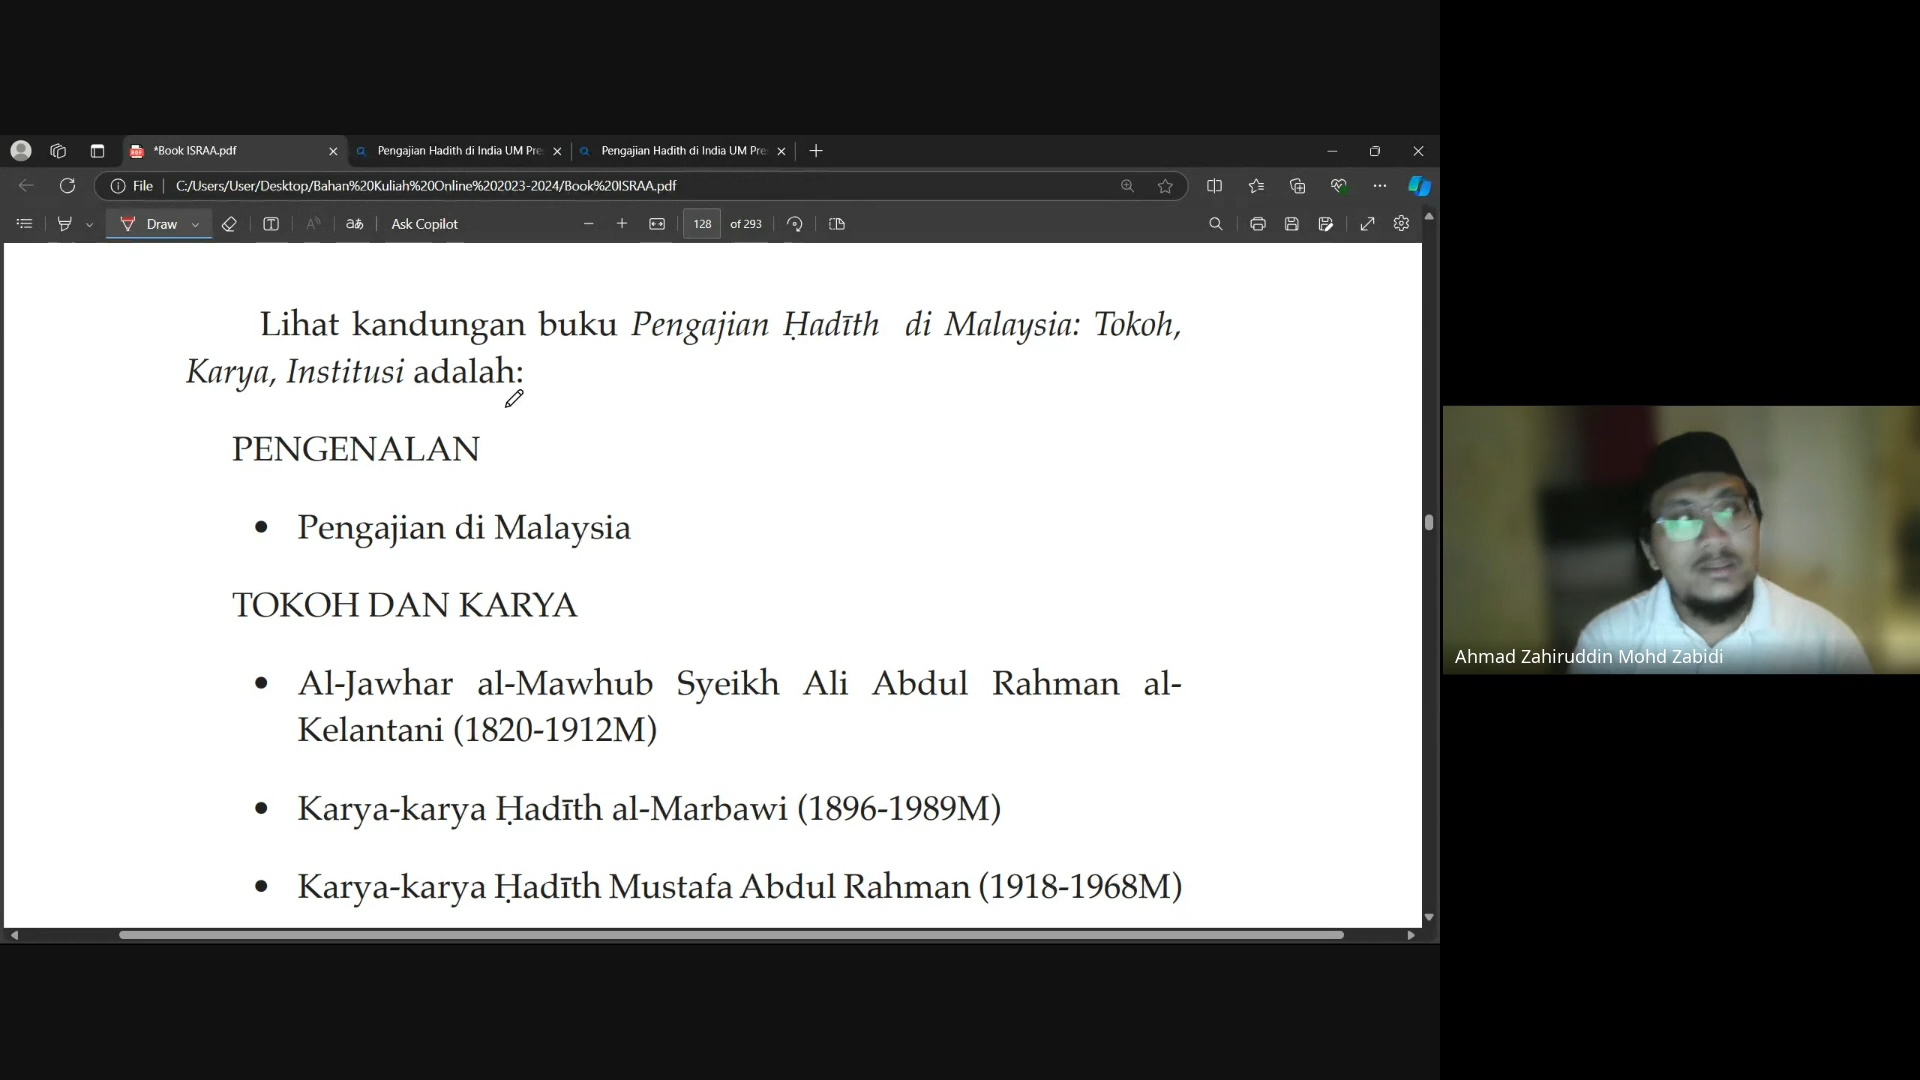 *Book ISRAA.pdf
Pengajian Hadith di India UM Pre
Pengajian Hadith di India UM Pre
File
C:/Users/User/Desktop/Bahan%20Kuliah%20Online%202023-2024/Book%20ISRAA.pdf
Draw
aあ
Ask Copilot
128 of 293
Lihat kandungan buku Pengajian Ḥadīth di Malaysia: Tokoh,
Karya, Institusi adalah:
PENGENALAN
• Pengajian di Malaysia
TOKOH DAN KARYA
• Al-Jawhar al-Mawhub Syeikh Ali Abdul Rahman al-
Kelantani (1820-1912M)
• Karya-karya Ḥadīth al-Marbawi (1896-1989M)
• Karya-karya Ḥadīth Mustafa Abdul Rahman (1918-1968M)
Ahmad Zahiruddin Mohd Zabidi